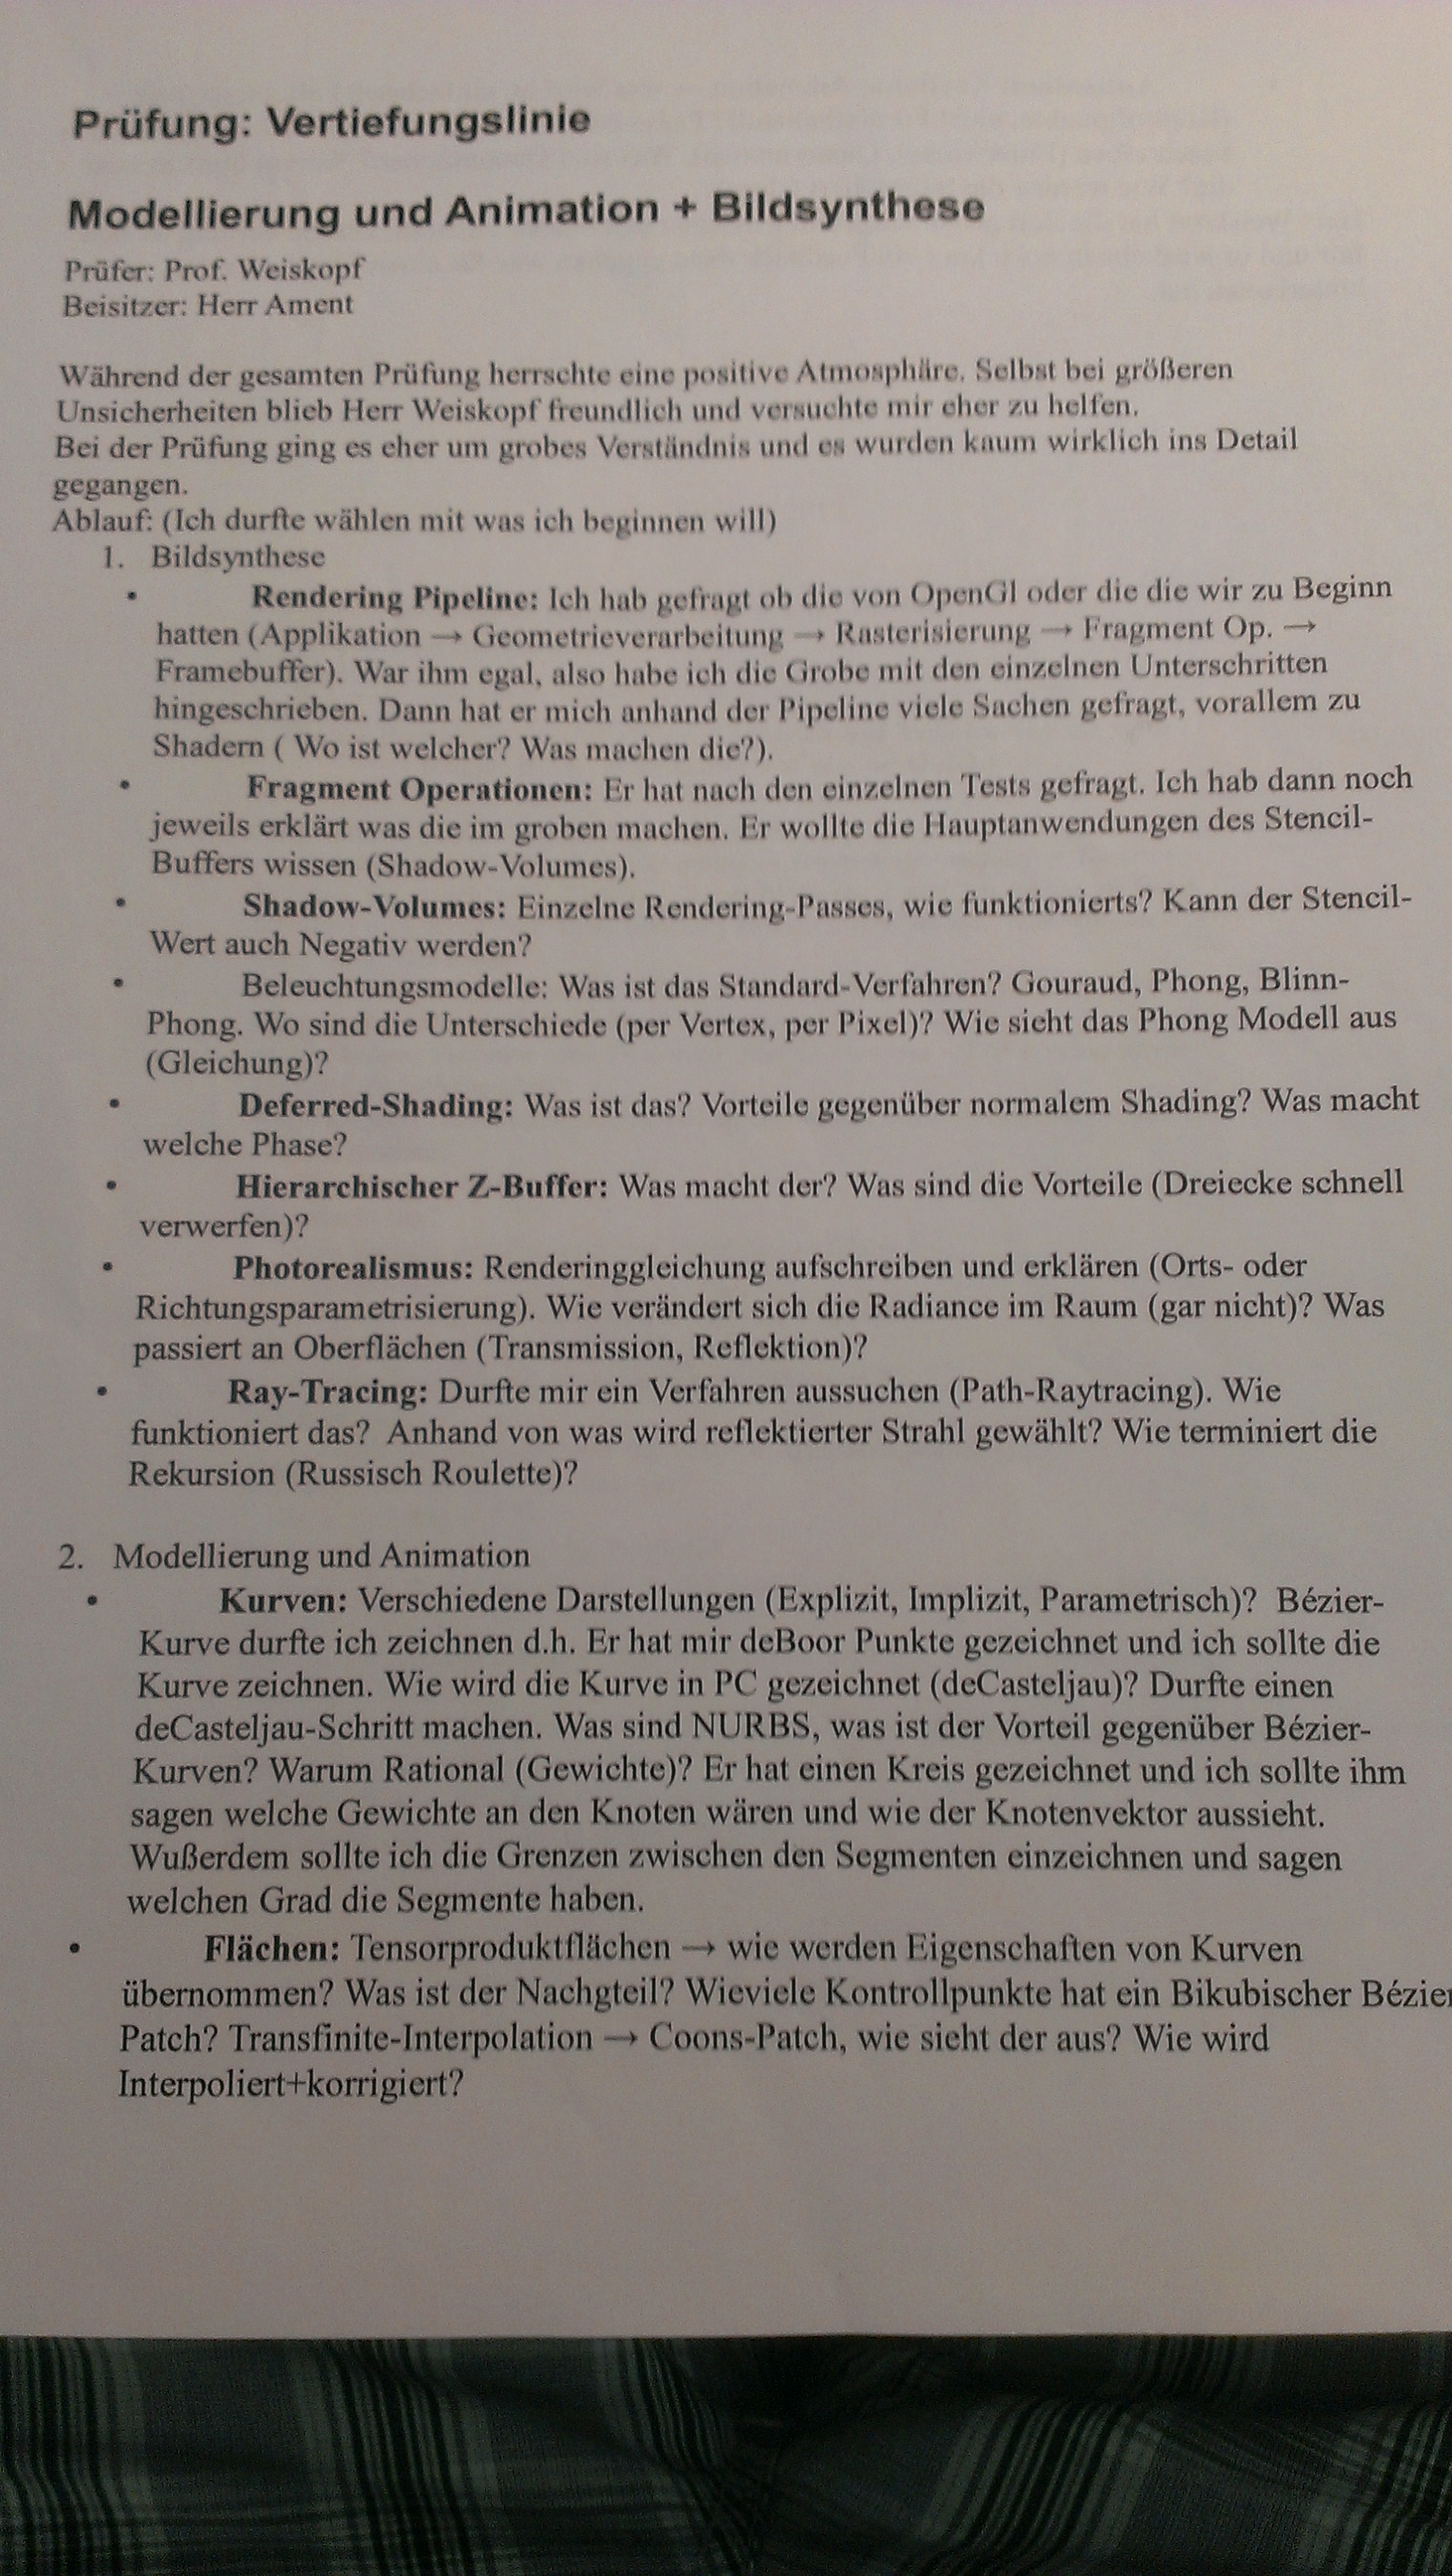 Prüfung: Vertiefungslinie
Modellierung und Animation + Bildsynthese
Prüfer: Prof. Weiskopf
Beisitzer: Herr Ament
Während der gesamten Prüfung herrschte eine positive Atmosphäre. Selbst bei größeren
Unsicherheiten blieb Herr Weiskopf freundlich und versuchte mir eher zu helfen.
Bei der Prüfung ging es eher um grobes Verständnis und es wurden kaum wirklich ins Detail
gegangen.
Ablauf: (Ich durfte wählen mit was ich beginnen will)
1. Bildsynthese
• Rendering Pipeline: Ich hab gefragt ob die von OpenGl oder die die wir zu Beginn
hatten (Applikation → Geometrieverarbeitung → Rasterisierung → Fragment Op. →
Framebuffer). War ihm egal, also habe ich die Grobe mit den einzelnen Unterschritten
hingeschrieben. Dann hat er mich anhand der Pipeline viele Sachen gefragt, vorallem zu
Shadern ( Wo ist welcher? Was machen die?).
• Fragment Operationen: Er hat nach den einzelnen Tests gefragt. Ich hab dann noch
jeweils erklärt was die im groben machen. Er wollte die Hauptanwendungen des Stencil-
Buffers wissen (Shadow-Volumes).
• Shadow-Volumes: Einzelne Rendering-Passes, wie funktionierts? Kann der Stencil-
Wert auch Negativ werden?
• Beleuchtungsmodelle: Was ist das Standard-Verfahren? Gouraud, Phong, Blinn-
Phong. Wo sind die Unterschiede (per Vertex, per Pixel)? Wie sieht das Phong Modell aus
(Gleichung)?
• Deferred-Shading: Was ist das? Vorteile gegenüber normalem Shading? Was macht
welche Phase?
• Hierarchischer Z-Buffer: Was macht der? Was sind die Vorteile (Dreiecke schnell
verwerfen)?
• Photorealismus: Renderinggleichung aufschreiben und erklären (Orts- oder
Richtungsparametrisierung). Wie verändert sich die Radiance im Raum (gar nicht)? Was
passiert an Oberflächen (Transmission, Reflektion)?
• Ray-Tracing: Durfte mir ein Verfahren aussuchen (Path-Raytracing). Wie
funktioniert das? Anhand von was wird reflektierter Strahl gewählt? Wie terminiert die
Rekursion (Russisch Roulette)?
2. Modellierung und Animation
• Kurven: Verschiedene Darstellungen (Explizit, Implizit, Parametrisch)? Bézier-
Kurve durfte ich zeichnen d.h. Er hat mir deBoor Punkte gezeichnet und ich sollte die
Kurve zeichnen. Wie wird die Kurve in PC gezeichnet (deCasteljau)? Durfte einen
deCasteljau-Schritt machen. Was sind NURBS, was ist der Vorteil gegenüber Bézier-
Kurven? Warum Rational (Gewichte)? Er hat einen Kreis gezeichnet und ich sollte ihm
sagen welche Gewichte an den Knoten wären und wie der Knotenvektor aussieht.
Wußerdem sollte ich die Grenzen zwischen den Segmenten einzeichnen und sagen
welchen Grad die Segmente haben.
• Flächen: Tensorproduktflächen → wie werden Eigenschaften von Kurven
übernommen? Was ist der Nachgteil? Wieviele Kontrollpunkte hat ein Bikubischer Bézier
Patch? Transfinite-Interpolation → Coons-Patch, wie sieht der aus? Wie wird
Interpoliert+korrigiert?